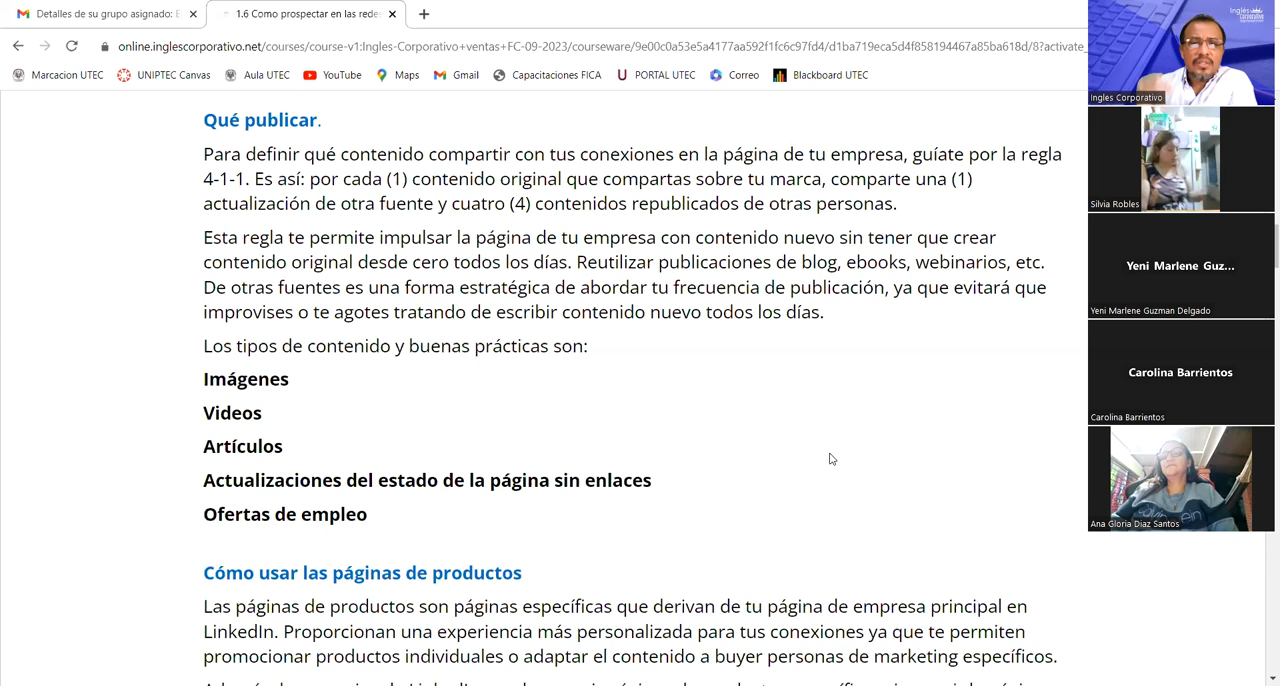 Detalles de su grupo asignado: E
1.6 Como prospectar en las redes
online.inglescorporativo.net/courses/course-v1:Ingles-Corporativo+ventas+FC-09-2023/courseware/9e00c0a53e5a4177aa592f1fc6c97fd4/d1ba719eca5d4f858194467a85ba618d/8?activate_
Marcacion UTEC
UNIPTEC Canvas
Aula UTEC
YouTube
Maps
Gmail
Capacitaciones FICA
PORTAL UTEC
Correo
Blackboard UTEC
Qué publicar.
Para definir qué contenido compartir con tus conexiones en la página de tu empresa, guíate por la regla
4-1-1. Es así: por cada (1) contenido original que compartas sobre tu marca, comparte una (1)
actualización de otra fuente y cuatro (4) contenidos republicados de otras personas.
Esta regla te permite impulsar la página de tu empresa con contenido nuevo sin tener que crear
contenido original desde cero todos los días. Reutilizar publicaciones de blog, ebooks, webinarios, etc.
De otras fuentes es una forma estratégica de abordar tu frecuencia de publicación, ya que evitará que
improvises o te agotes tratando de escribir contenido nuevo todos los días.
Los tipos de contenido y buenas prácticas son:
Imágenes
Videos
Artículos
Actualizaciones del estado de la página sin enlaces
Ofertas de empleo
Cómo usar las páginas de productos
Las páginas de productos son páginas específicas que derivan de tu página de empresa principal en
LinkedIn. Proporcionan una experiencia más personalizada para tus conexiones ya que te permiten
promocionar productos individuales o adaptar el contenido a buyer personas de marketing específicos.
Inglés
Corporativo
Ingles Corporativo
Silvia Robles
Yeni Marlene Guz...
Yeni Marlene Guzman Delgado
Carolina Barrientos
Carolina Barrientos
Ana Gloria Diaz Santos